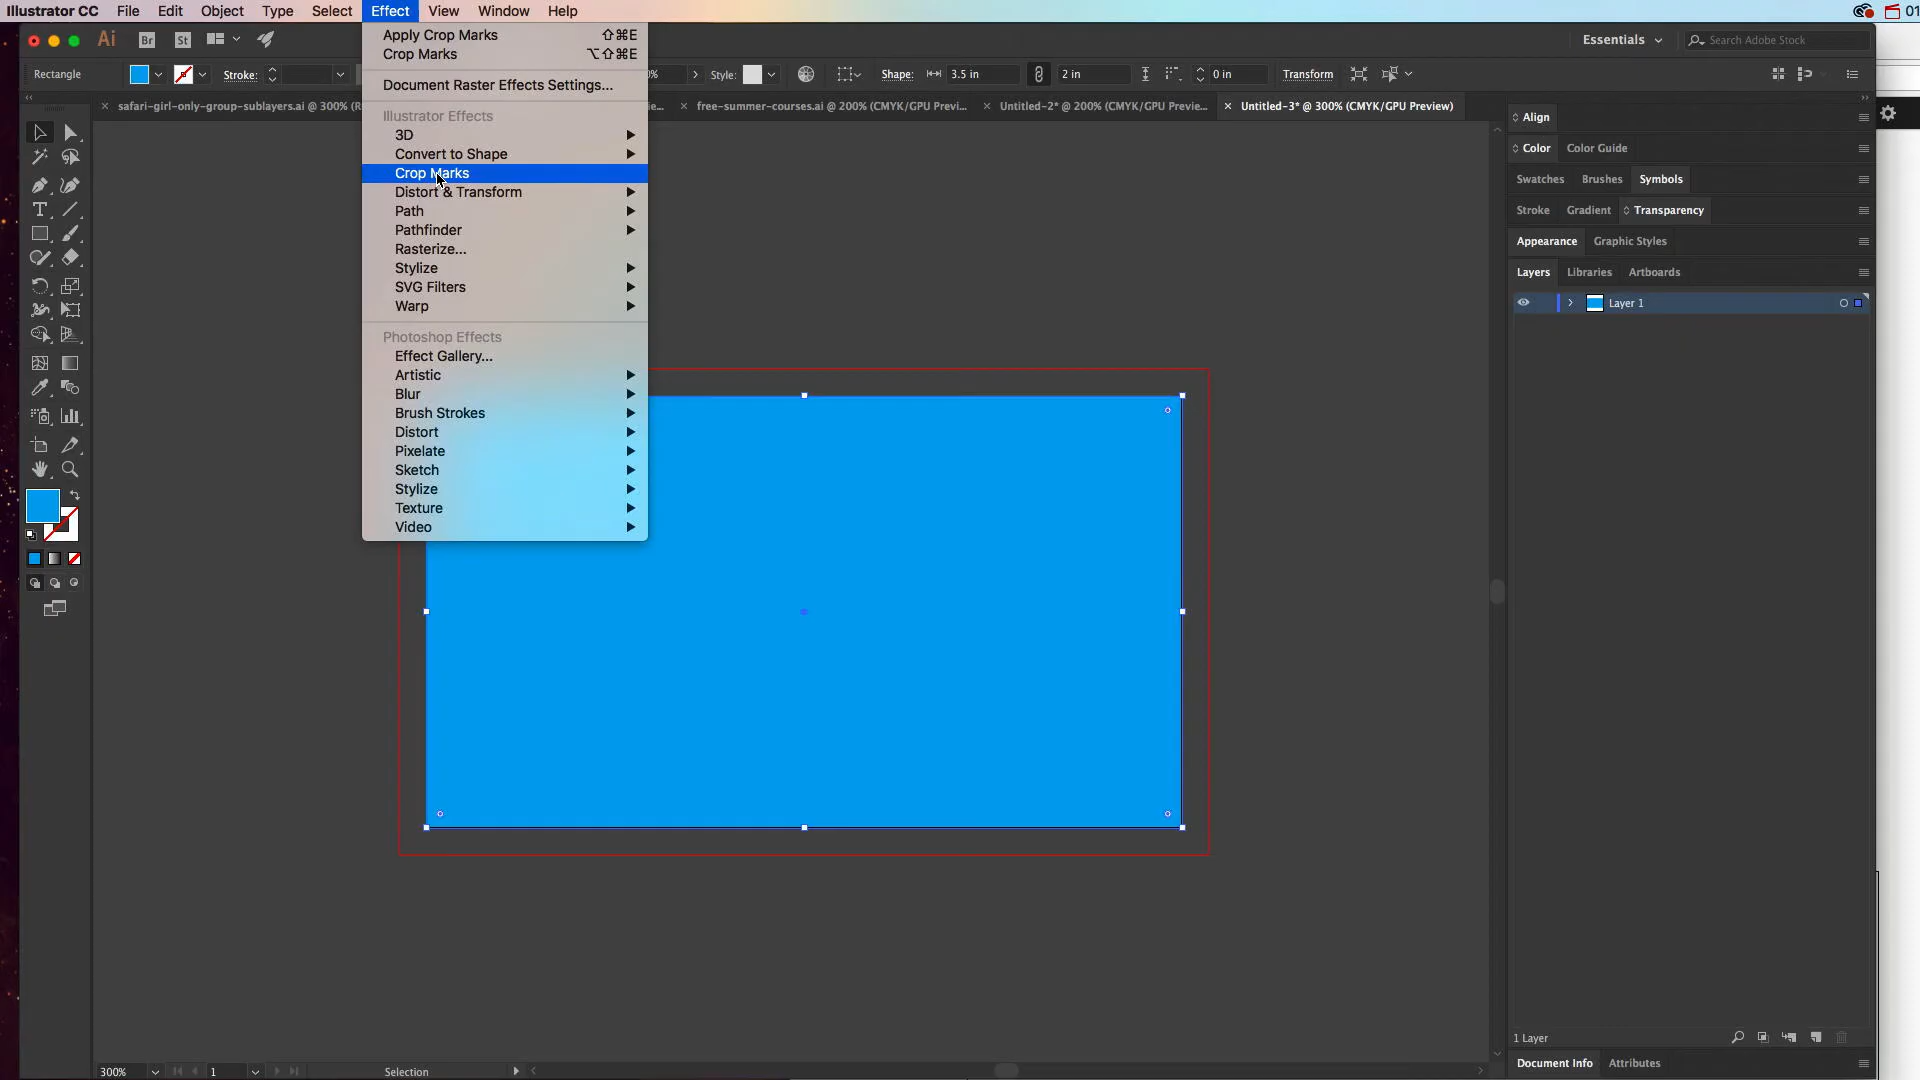 Illustrator CC File Edit Object Type Select Effect View Window Help 01
Ai Br St Essentials Search Adobe Stock
Rectangle Stroke: 0% Style: Shape: 3.5 in 2 in 0 in Transform
safari-girl-only-group-sublayers.ai @ 300% (R e... free-summer-courses.ai @ 200% (CMYK/GPU Previ... Untitled-2* @ 200% (CMYK/GPU Previe... Untitled-3* @ 300% (CMYK/GPU Preview)
Apply Crop Marks ⇧⌘E
Crop Marks ⌥⇧⌘E
Document Raster Effects Settings...
Illustrator Effects
3D
Convert to Shape
Crop Marks
Distort & Transform
Path
Pathfinder
Rasterize...
Stylize
SVG Filters
Warp
Photoshop Effects
Effect Gallery...
Artistic
Blur
Brush Strokes
Distort
Pixelate
Sketch
Stylize
Texture
Video
Align
Color Color Guide
Swatches Brushes Symbols
Stroke Gradient Transparency
Appearance Graphic Styles
Layers Libraries Artboards
Layer 1
1 Layer
Document Info Attributes
300% 1 Selection